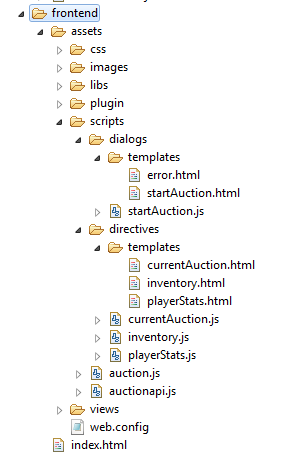 frontend
assets
css
images
libs
plugin
scripts
dialogs
templates
error.html
startAuction.html
startAuction.js
directives
templates
currentAuction.html
inventory.html
playerStats.html
currentAuction.js
inventory.js
playerStats.js
auction.js
auctionapi.js
views
web.config
index.html